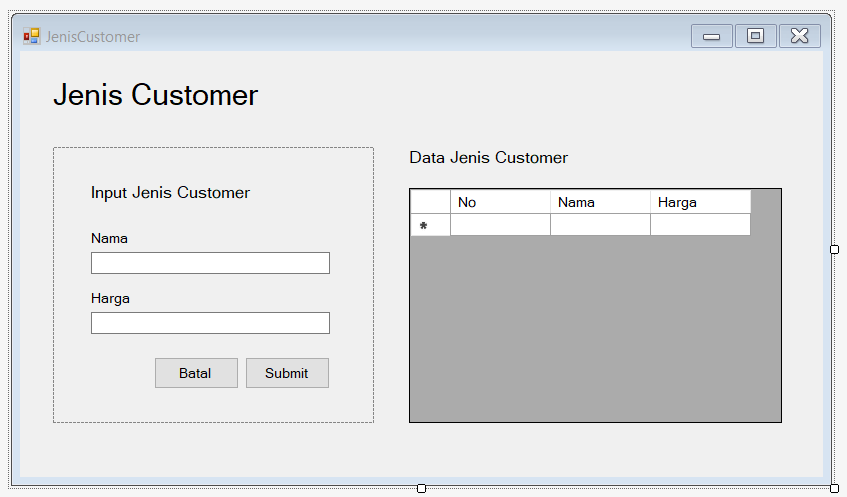 JenisCustomer
Jenis Customer
Input Jenis Customer
Nama
Harga
Batal Submit
Data Jenis Customer
No Nama Harga
*